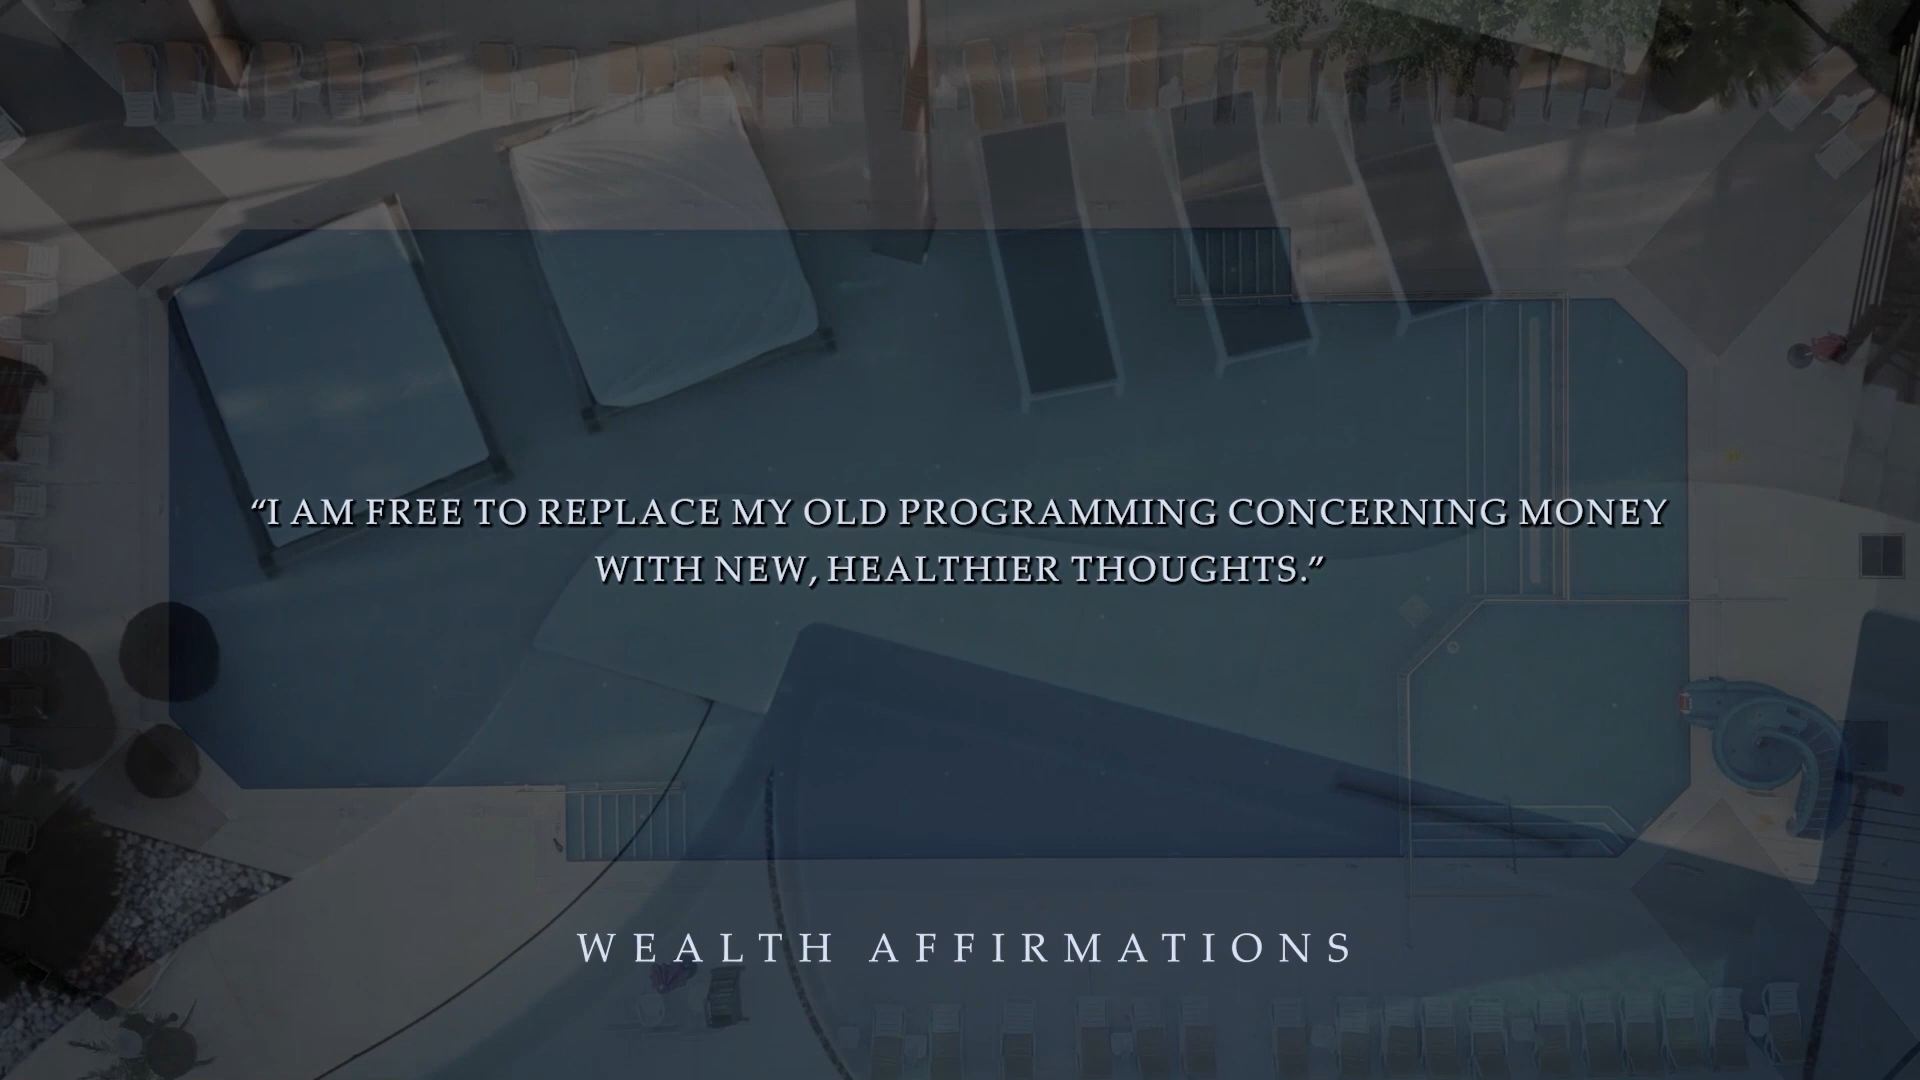 “I AM FREE TO REPLACE MY OLD PROGRAMMING CONCERNING MONEY
WITH NEW, HEALTHIER THOUGHTS.”
WEALTH AFFIRMATIONS